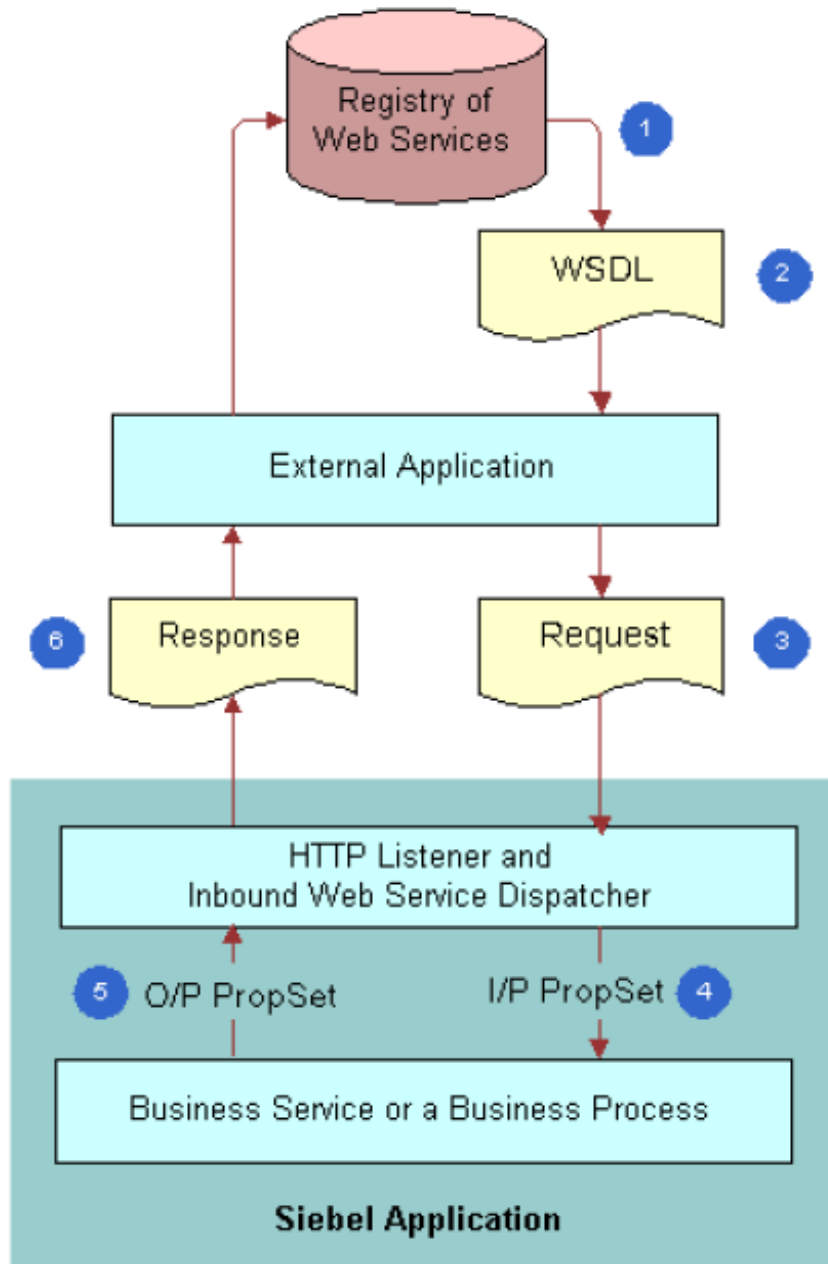 Registry of
Web Services
1
WSDL
2
External Application
6
Response
Request
3
HTTP Listener and
Inbound Web Service Dispatcher
5
O/P PropSet
I/P PropSet
4
Business Service or a Business Process
Siebel Application